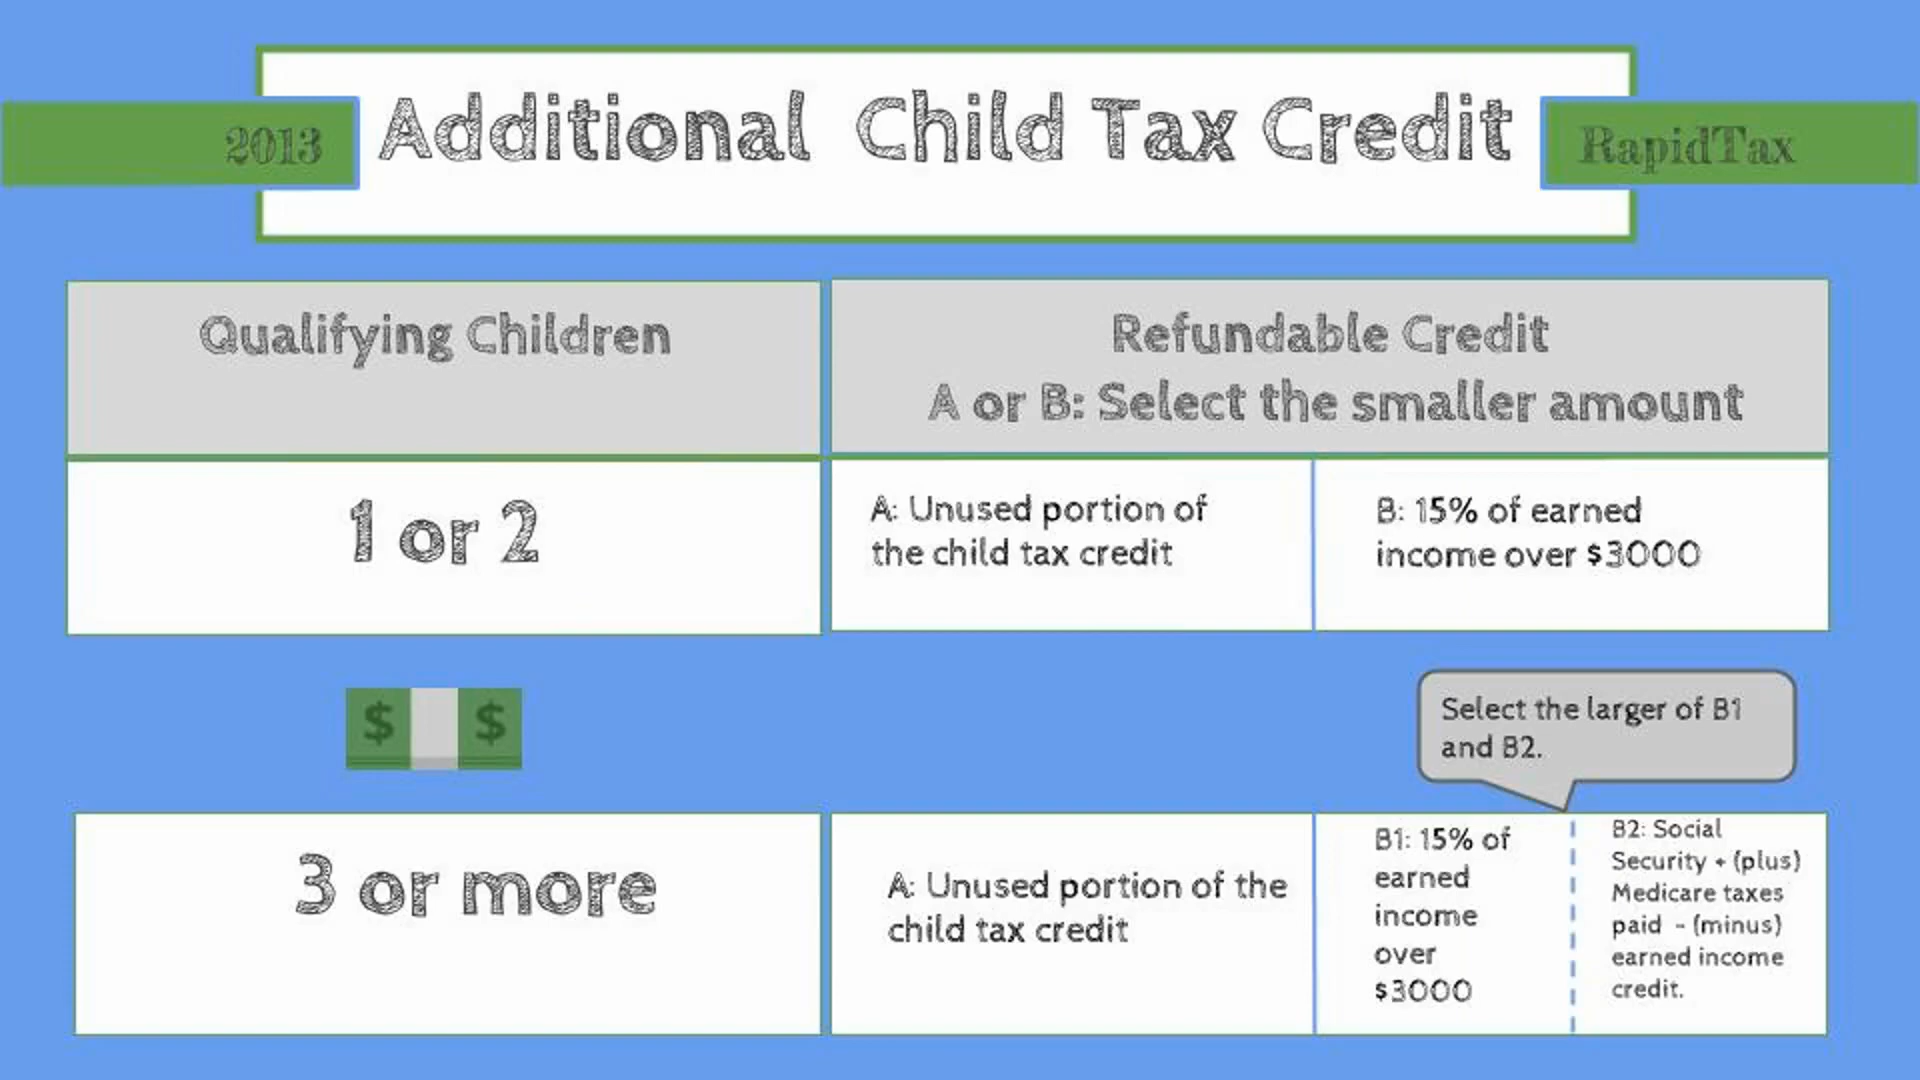 2013
Additional Child Tax Credit
RapidTax
Qualifying Children
Refundable Credit
A or B: Select the smaller amount
1 or 2
A: Unused portion of
the child tax credit
B: 15% of earned
income over $3000
$ $
Select the larger of B1
and B2.
3 or more
A: Unused portion of the
child tax credit
B1: 15% of
earned
income
over
$3000
B2: Social
Security + (plus)
Medicare taxes
paid - (minus)
earned income
credit.